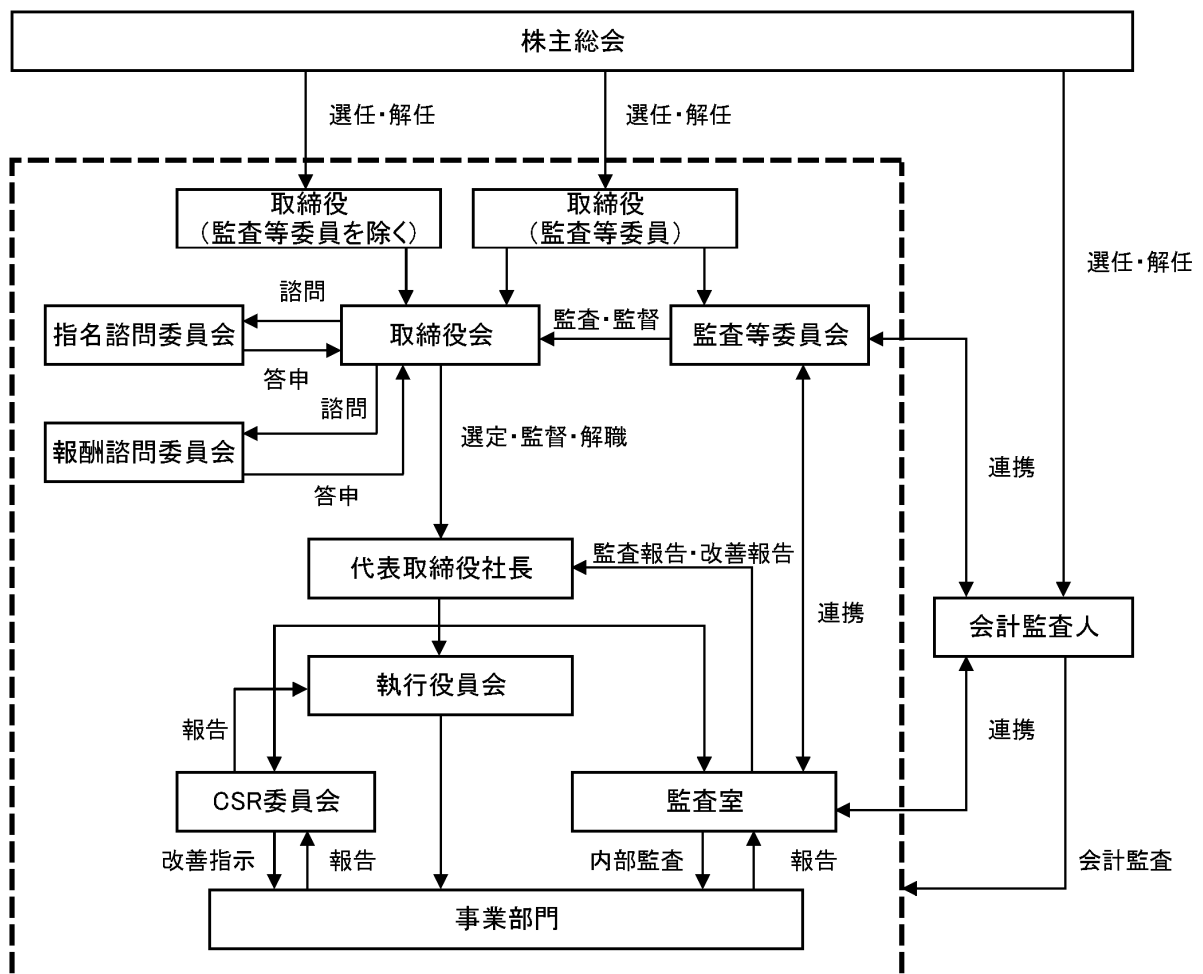 株主総会
選任・解任
選任・解任
取締役
（監査等委員を除く）
取締役
（監査等委員）
選任・解任
諮問
監査・監督
指名諮問委員会
取締役会
監査等委員会
答申
諮問
選定・監督・解職
報酬諮問委員会
連携
答申
監査報告・改善報告
代表取締役社長
連携
会計監査人
執行役員会
報告
連携
CSR委員会
監査室
改善指示
報告
内部監査
報告
会計監査
事業部門